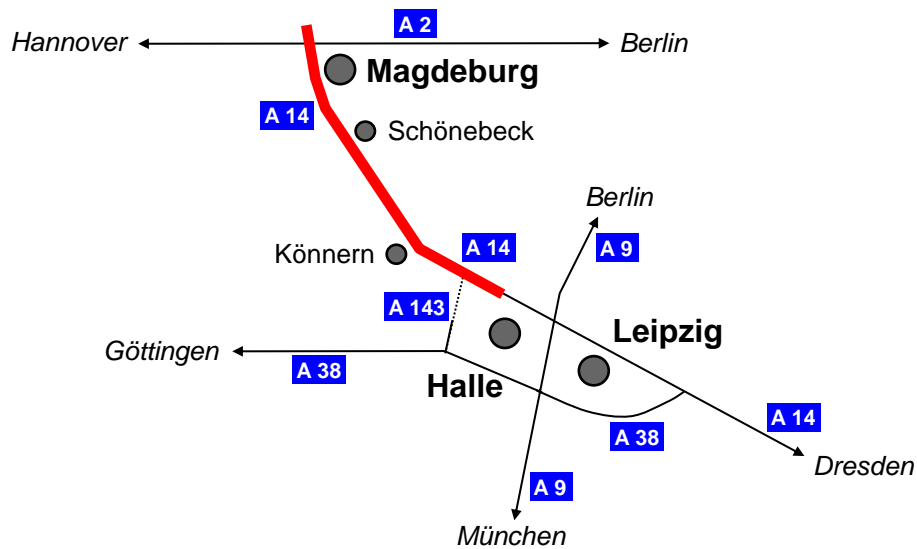 A 2
Hannover
Berlin
Magdeburg
A 14
Schönebeck
Berlin
Könnern
A 14
A 9
A 143
Leipzig
Göttingen
A 38
Halle
A 14
A 38
Dresden
A 9
München